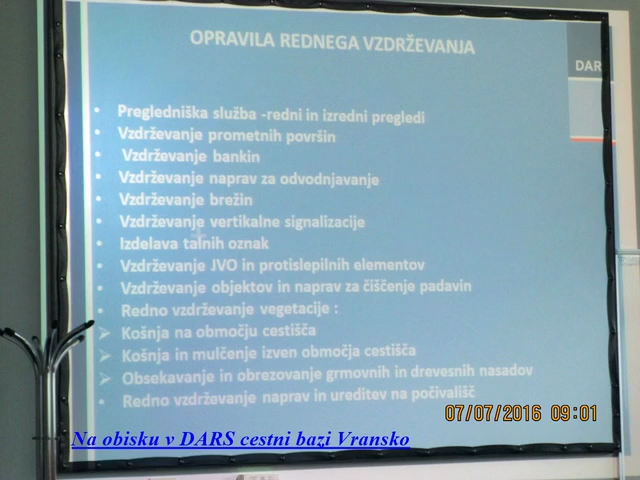 OPRAVILA REDNEGA VZDRŽEVANJA
DARS
• Pregledniška služba -redni in izredni pregledi
• Vzdrževanje prometnih površin
• Vzdrževanje bankin
• Vzdrževanje naprav za odvodnjavanje
• Vzdrževanje brežin
• Vzdrževanje vertikalne signalizacije
• Izdelava talnih oznak
• Vzdrževanje JVO in protislepilnih elementov
• Vzdrževanje objektov in naprav za čiščenje padavin
• Redno vzdrževanje vegetacije :
➢ Košnja na območju cestišča
➢ Košnja in mulčenje izven območja cestišča
➢ Obsekavanje in obrezovanje grmovnih in drevesnih nasadov
• Redno vzdrževanje naprav in ureditev na počivališč
07/07/2016 09:01
Na obisku v DARS cestni bazi Vransko